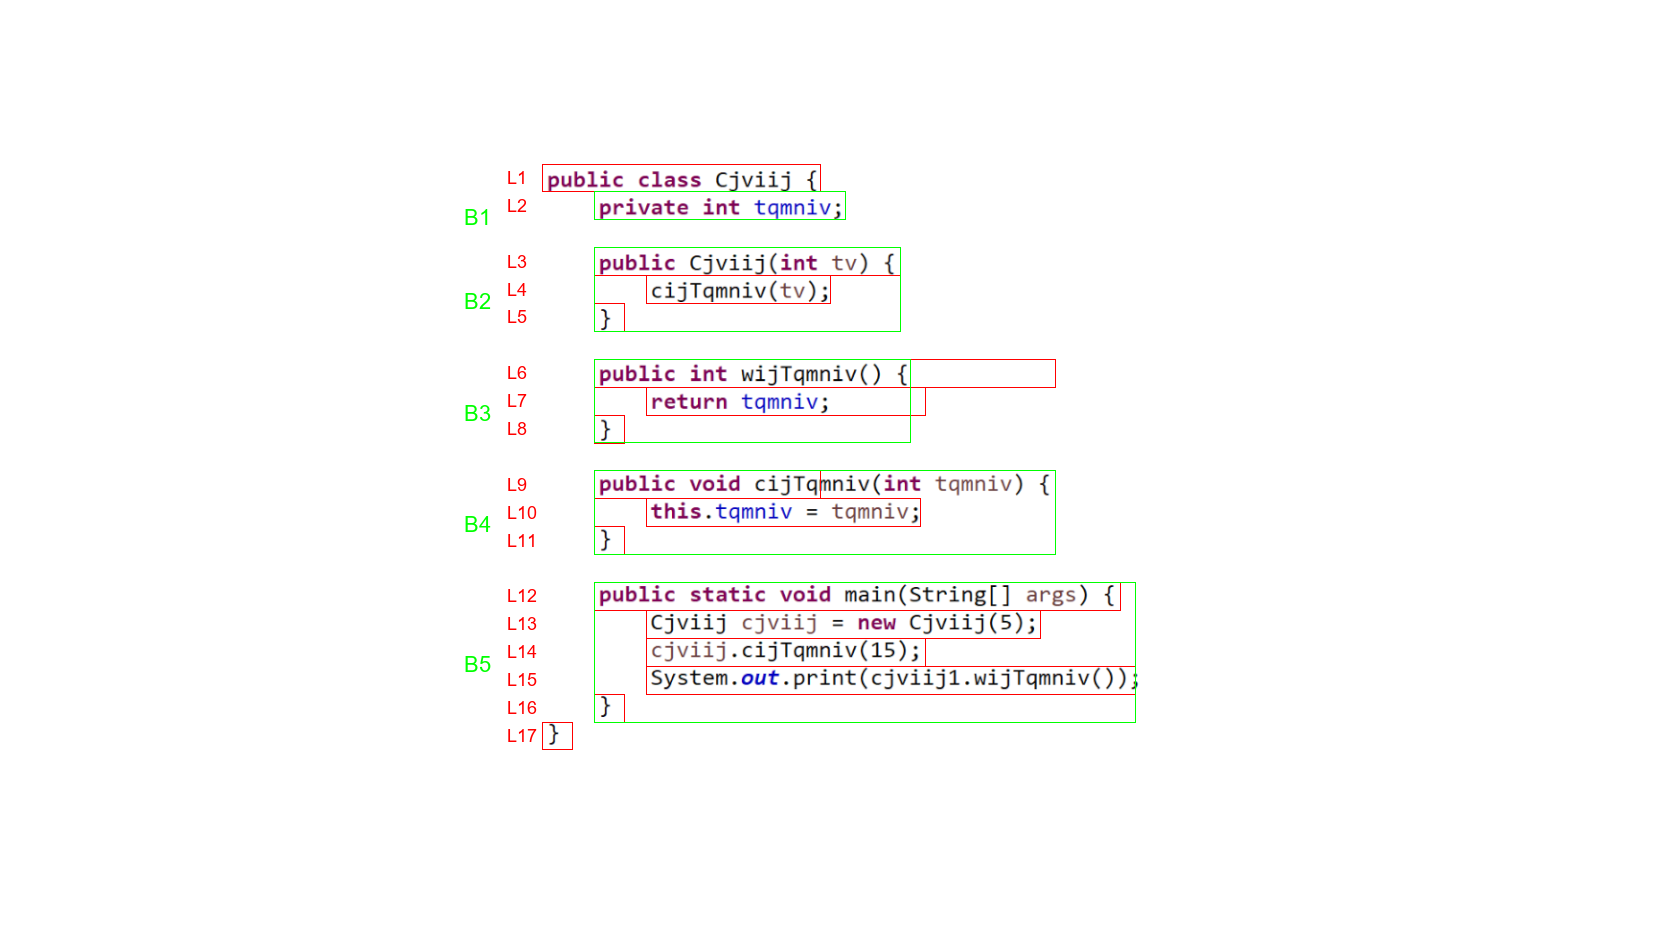 L1 public class Cjviij {
B1 L2 private int tqmniv;
L3 public Cjviij(int tv) {
B2 L4 cijTqmniv(tv);
L5 }
L6 public int wijTqmniv() {
B3 L7 return tqmniv;
L8 }
L9 public void cijTqmniv(int tqmniv) {
B4 L10 this.tqmniv = tqmniv;
L11 }
L12 public static void main(String[] args) {
L13 Cjviij cjviij = new Cjviij(5);
B5 L14 cjviij.cijTqmniv(15);
L15 System.out.print(cjviij1.wijTqmniv());
L16 }
L17 }